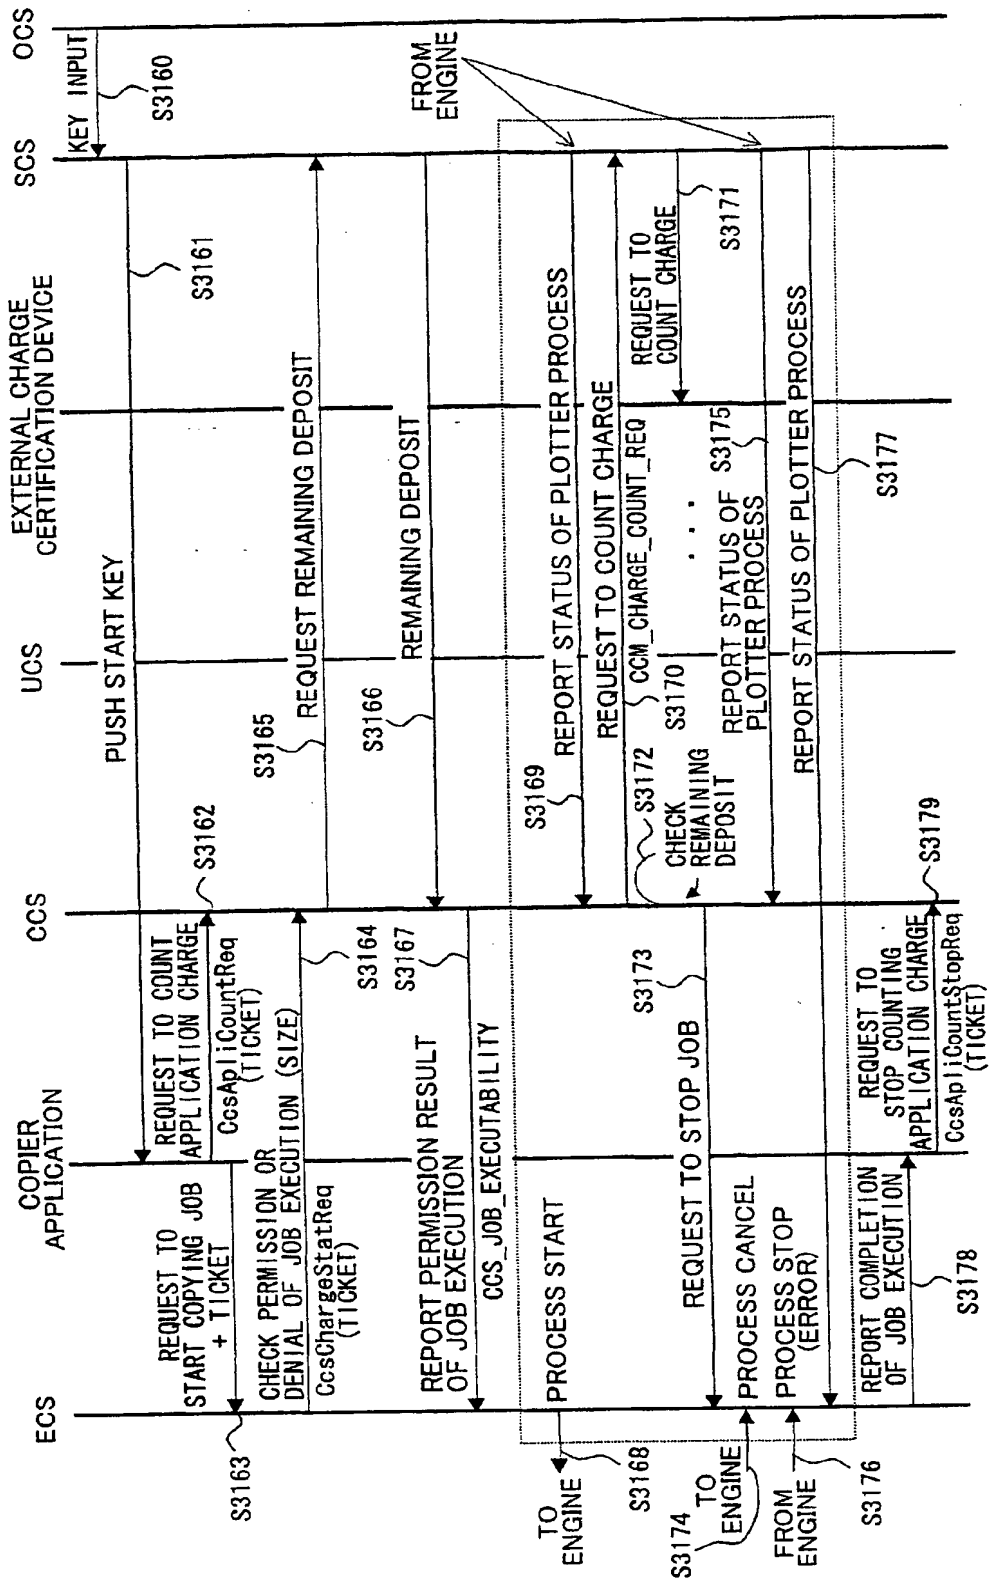 ECS
COPIER
APPLICATION
CCS
UCS
EXTERNAL CHARGE
CERTIFICATION DEVICE
SCS
OCS
KEY INPUT
S3160
PUSH START KEY
S3161
REQUEST TO COUNT
APPLICATION CHARGE
CcsApliCountReq
(TICKET)
S3162
REQUEST TO
START COPYING JOB
+ TICKET
S3163
CHECK PERMISSION OR
DENIAL OF JOB EXECUTION (SIZE)
CcsChargeStatReq
(TICKET)
S3164
REQUEST REMAINING DEPOSIT
S3165
REMAINING DEPOSIT
S3166
REPORT PERMISSION RESULT
OF JOB EXECUTION
CCS_JOB_EXECUTABILITY
S3167
PROCESS START
TO
ENGINE
S3168
FROM
ENGINE
REPORT STATUS OF PLOTTER PROCESS
S3169
REQUEST TO COUNT CHARGE
CCM_CHARGE_COUNT_REQ
S3170
REQUEST TO
COUNT CHARGE
S3171
S3172
CHECK
REMAINING
DEPOSIT
REQUEST TO STOP JOB
S3173
PROCESS CANCEL
S3174
TO
ENGINE
. . .
REPORT STATUS OF
PLOTTER PROCESS
S3175
PROCESS STOP
(ERROR)
FROM
ENGINE
S3176
REPORT STATUS OF PLOTTER PROCESS
S3177
REPORT COMPLETION
OF JOB EXECUTION
S3178
REQUEST TO
STOP COUNTING
APPLICATION CHARGE
CcsApliCountStopReq
(TICKET)
S3179